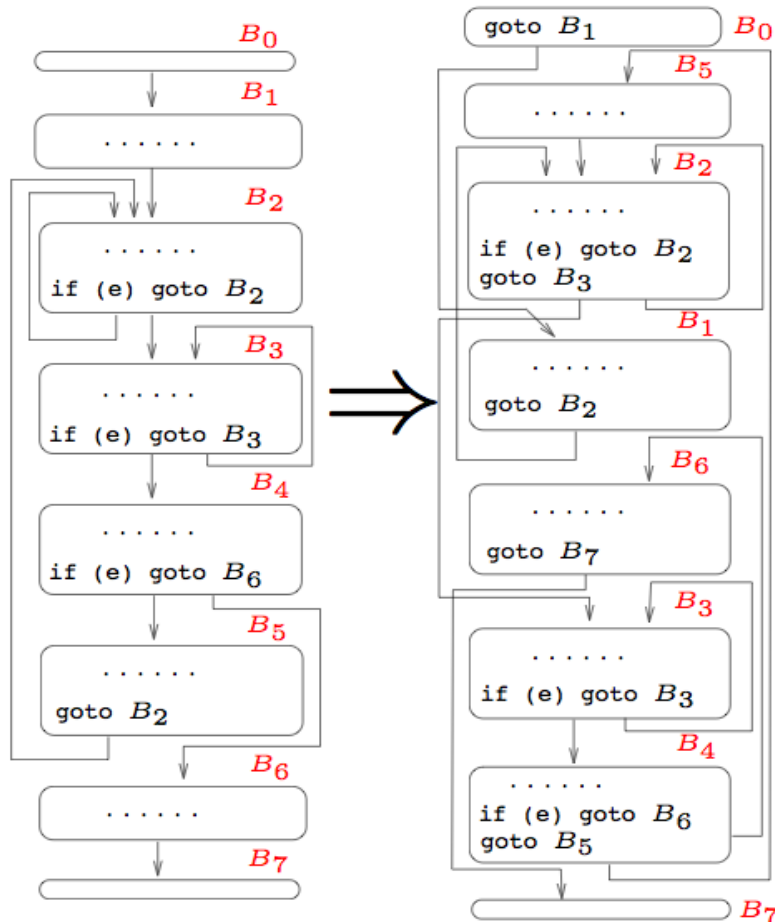 B0
B1
......
B2
......
if (e) goto B2
B3
......
if (e) goto B3
B4
......
if (e) goto B6
B5
......
goto B2
B6
......
B7
goto B1
B0
B5
......
B2
......
if (e) goto B2
goto B3
B1
......
goto B2
B6
......
goto B7
B3
......
if (e) goto B3
B4
......
if (e) goto B6
goto B5
B7